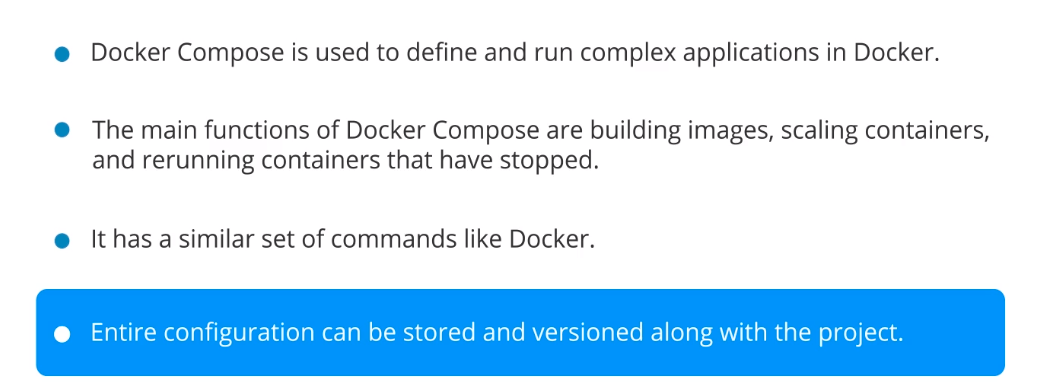 Docker Compose is used to define and run complex applications in Docker.
The main functions of Docker Compose are building images, scaling containers,
and rerunning containers that have stopped.
It has a similar set of commands like Docker.
Entire configuration can be stored and versioned along with the project.